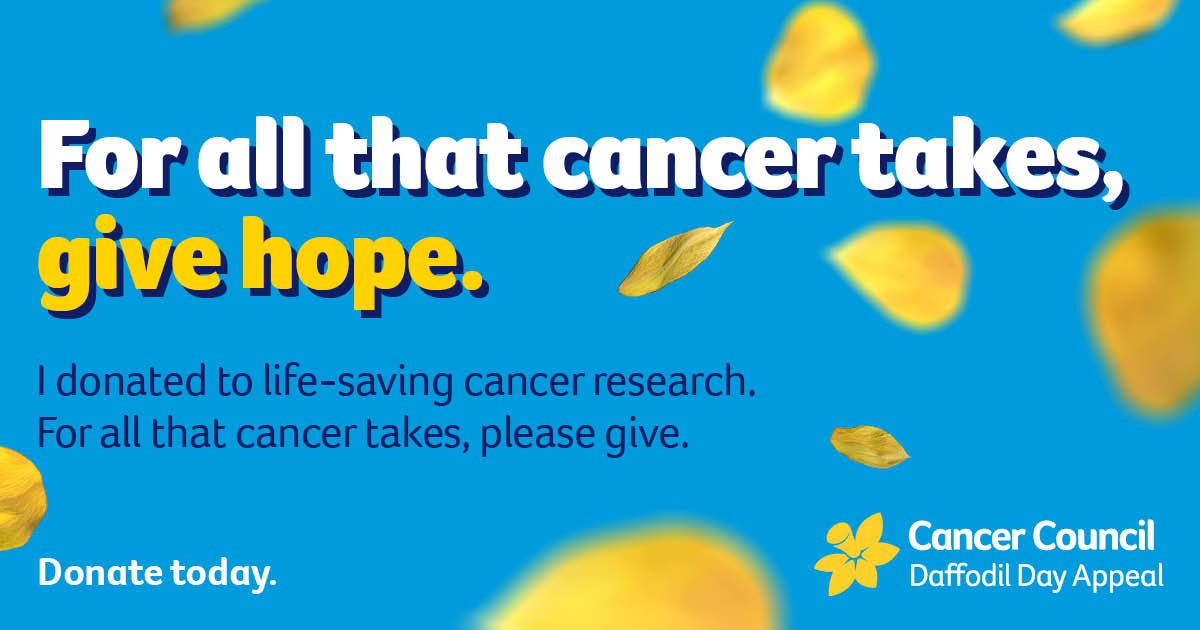 For all that cancer takes,
give hope.
I donated to life-saving cancer research.
For all that cancer takes, please give.
Donate today.
Cancer Council
Daffodil Day Appeal